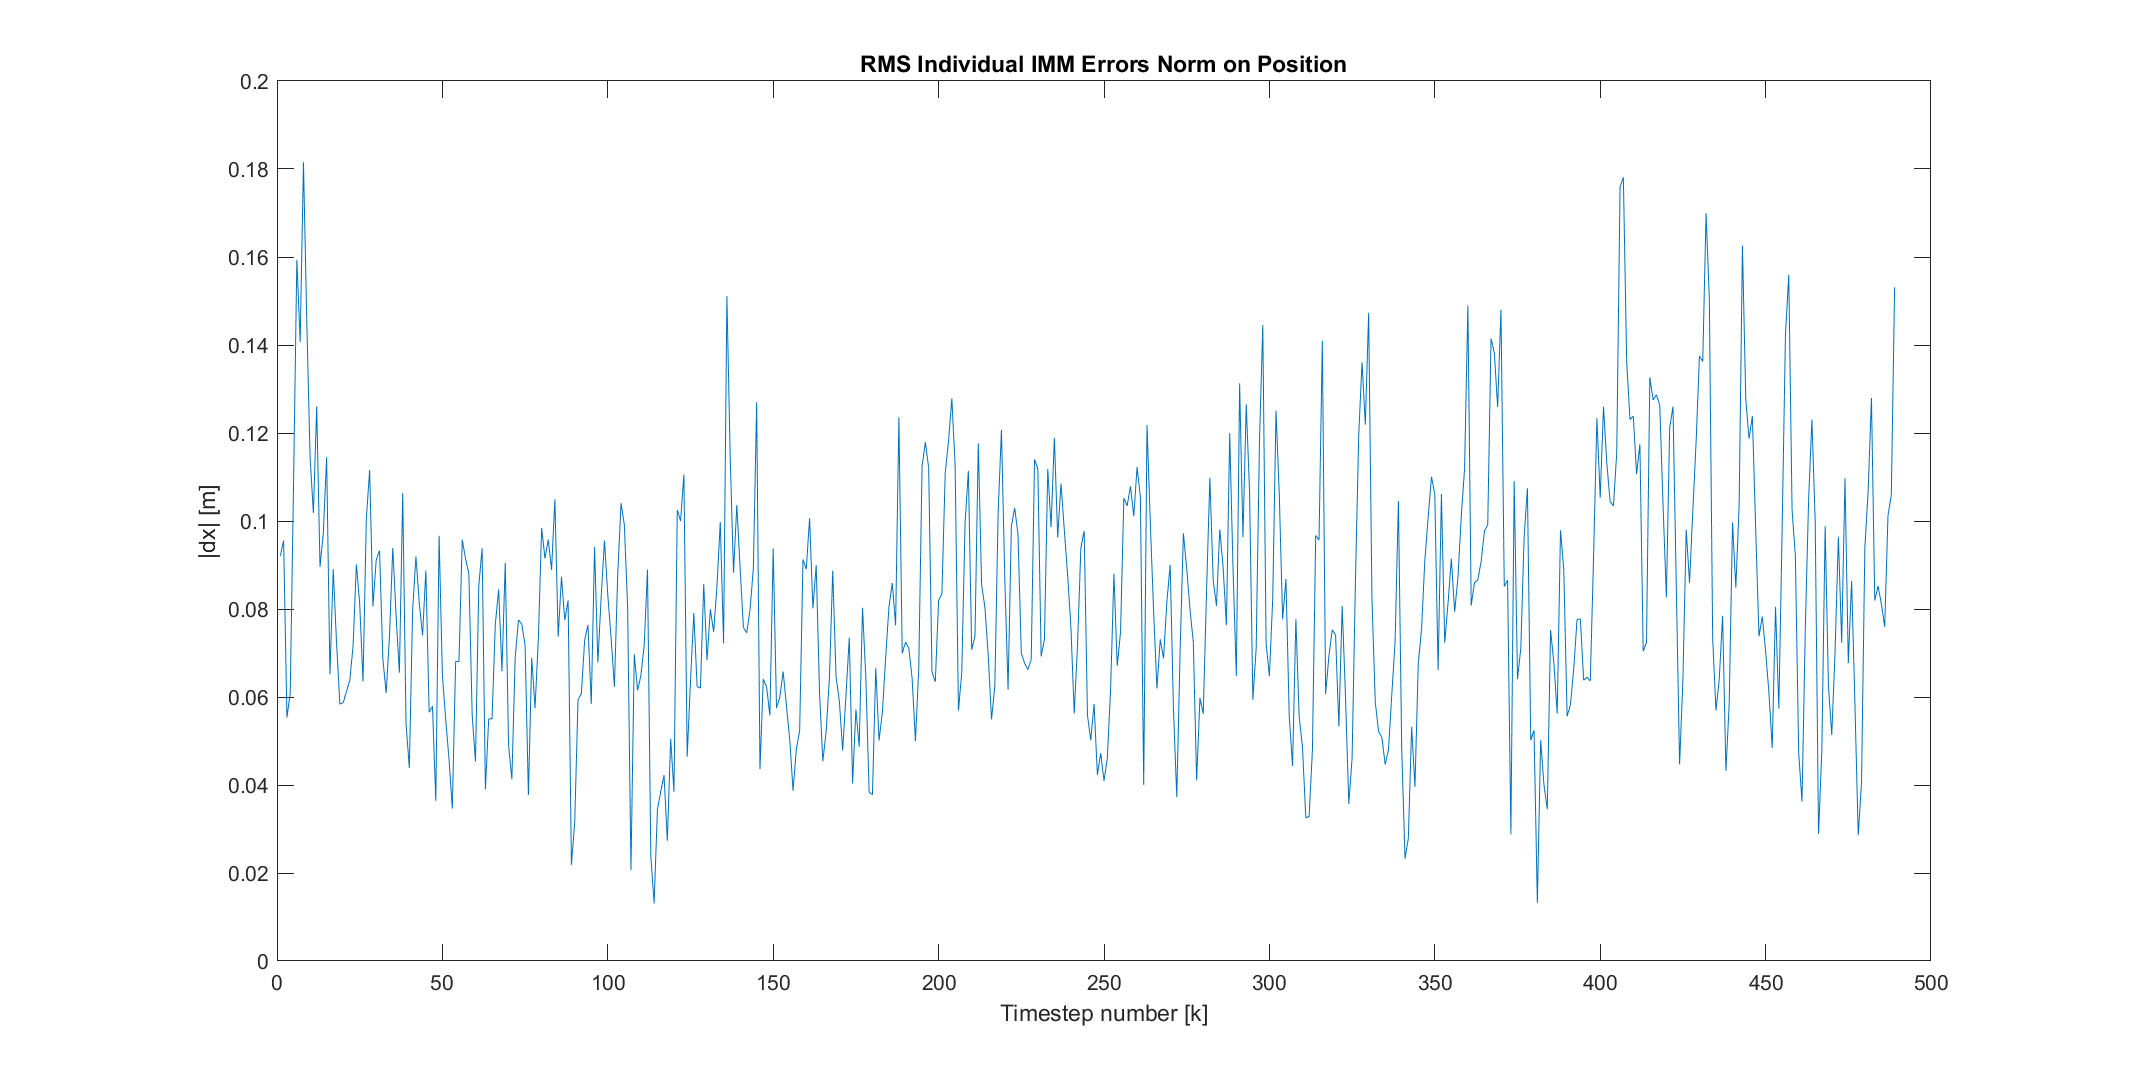 RMS Individual IMM Errors Norm on Position
0.2
0.18
0.16
0.14
0.12
0.1
0.08
0.06
0.04
0.02
0
|dx| [m]
0 50 100 150 200 250 300 350 400 450 500
Timestep number [k]